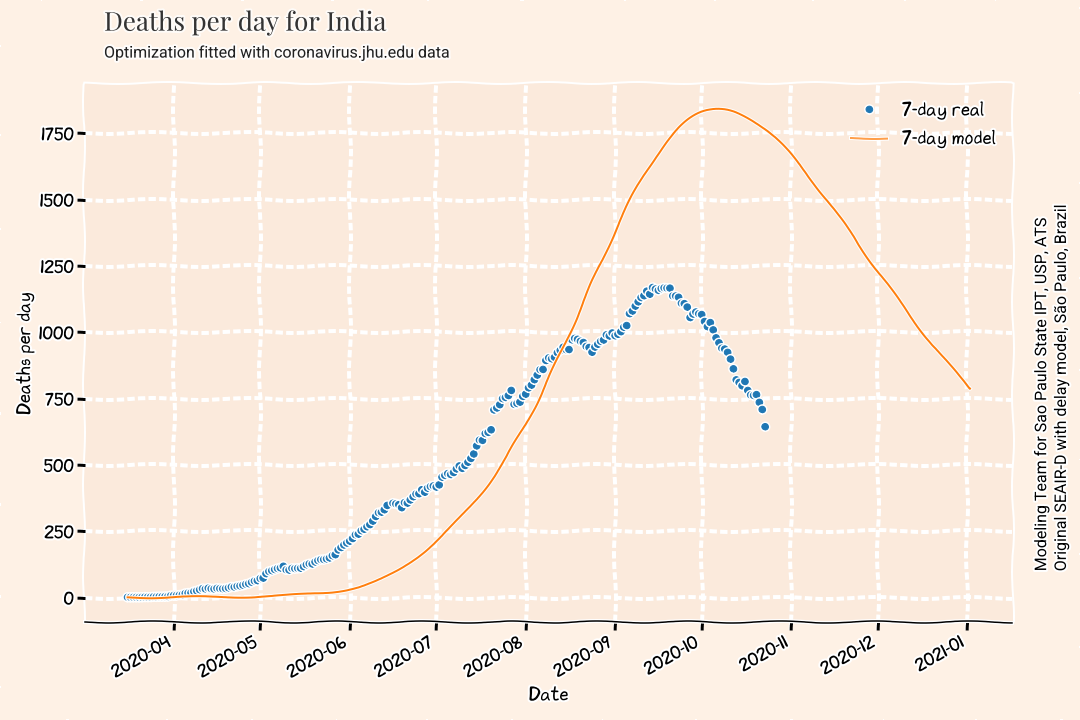 Deaths per day for India
Optimization fitted with coronavirus.jhu.edu data
7-day real
7-day model
1750
1500
1250
1000
750
500
250
0
Deaths per day
2020-04
2020-05
2020-06
2020-07
2020-08
2020-09
2020-10
2020-11
2020-12
2021-01
Date
Modeling Team for Sao Paulo State IPT, USP, ATS
Original SEAIR-D with delay model, São Paulo, Brazil